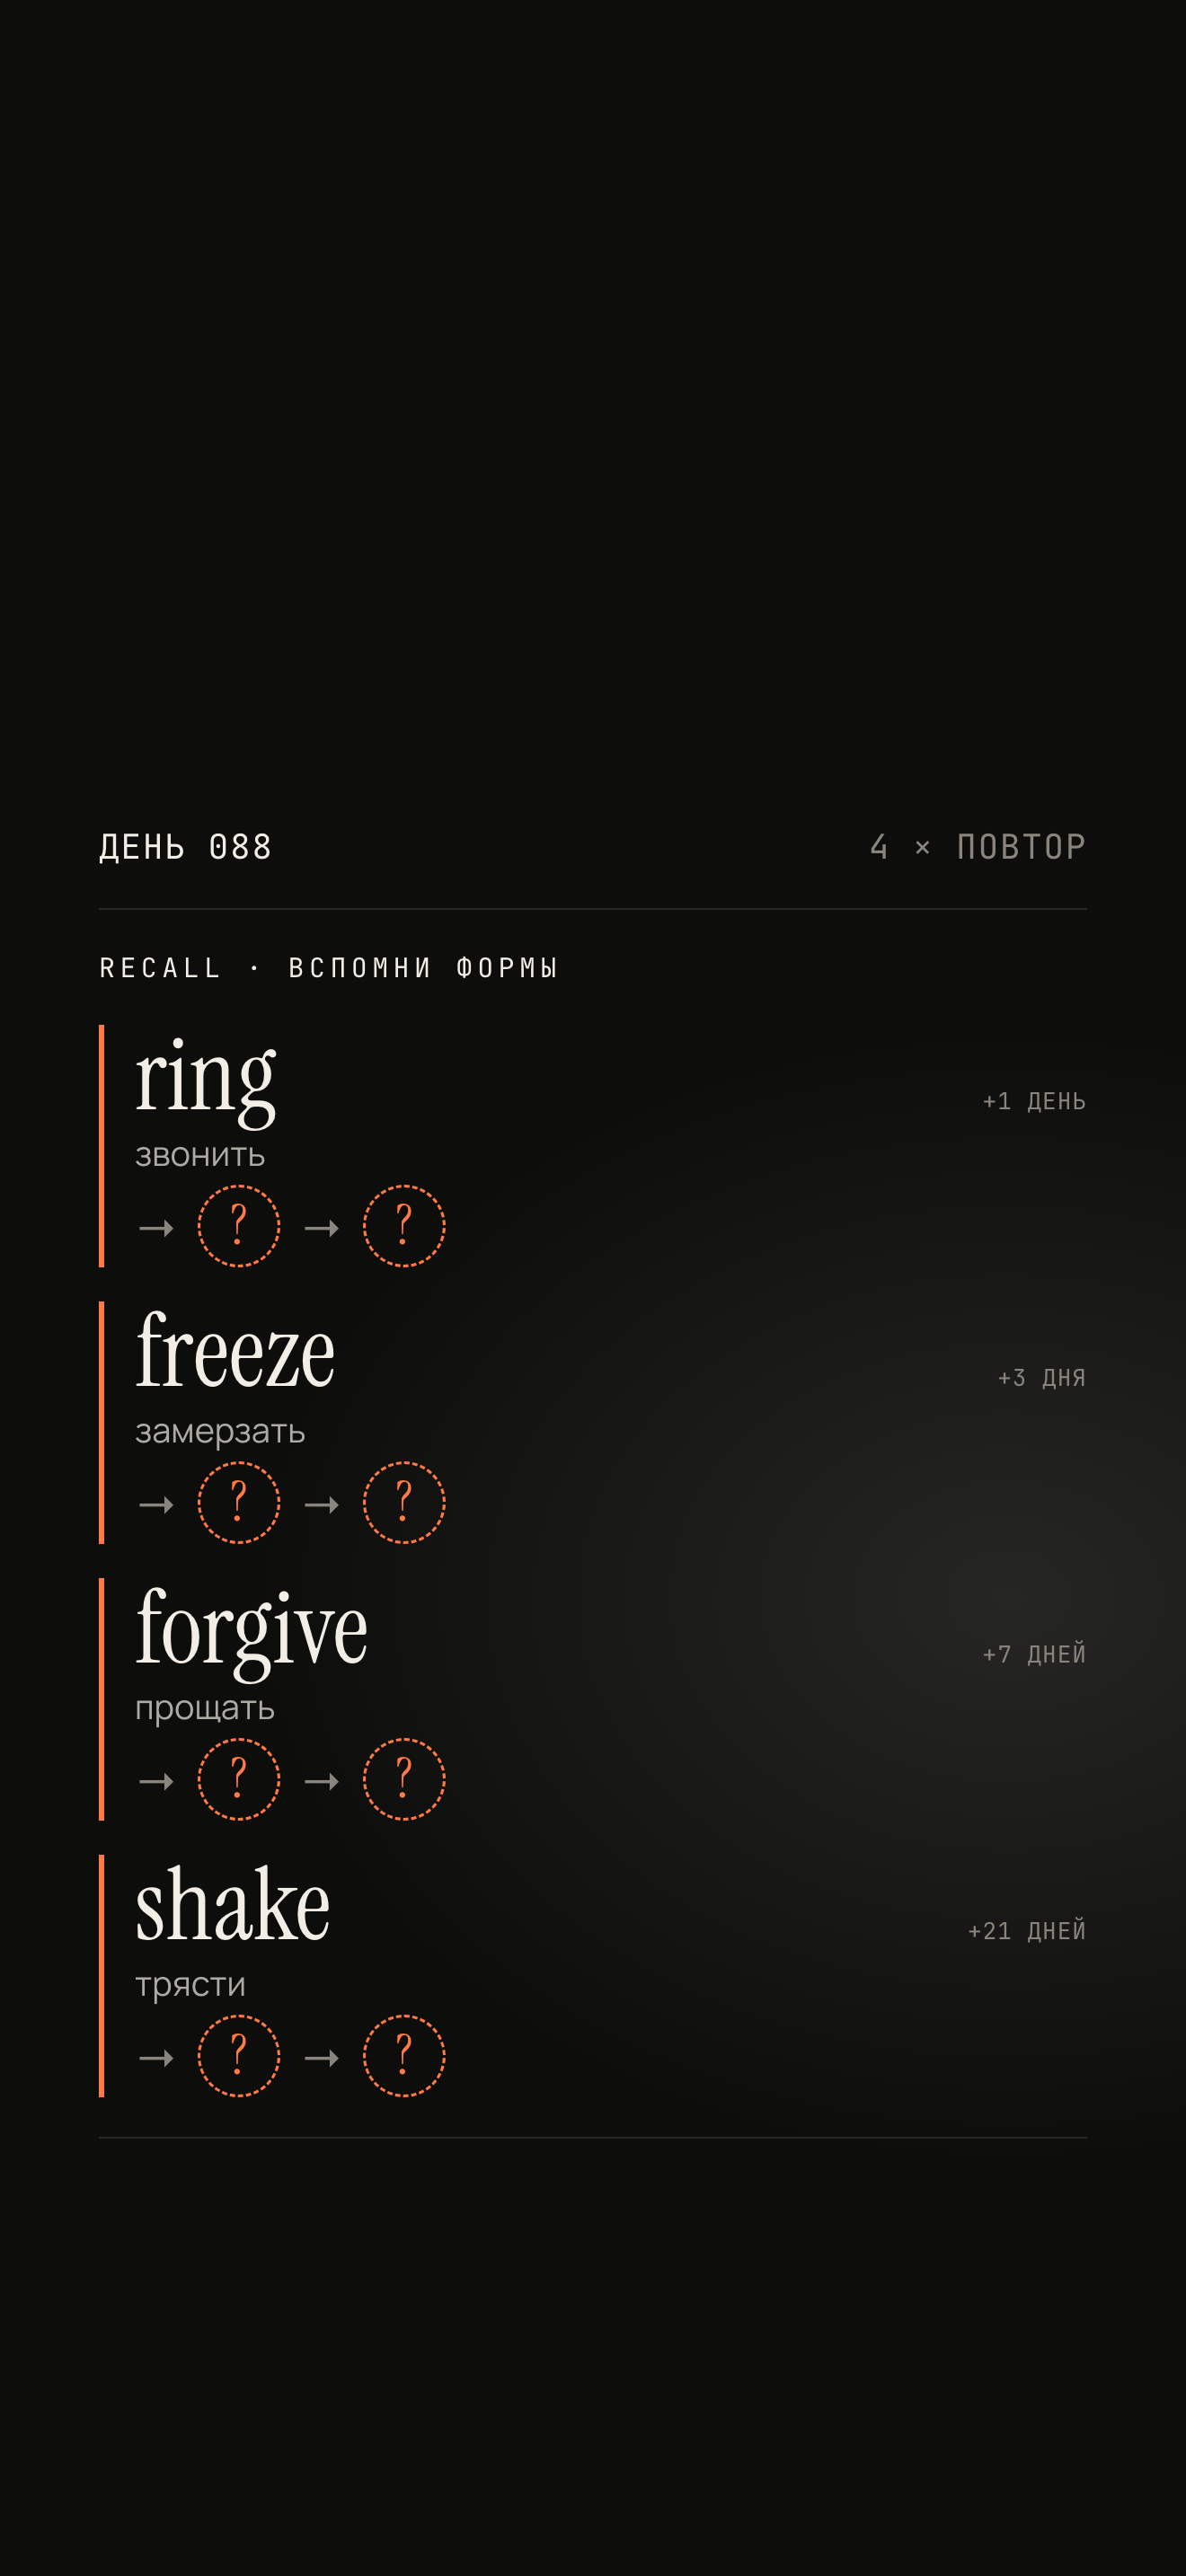 ДЕНЬ 088
4 × ПОВТОР
RECALL · ВСПОМНИ ФОРМЫ
ring
+1 ДЕНЬ
звонить
→ ? → ?
freeze
+3 ДНЯ
замерзать
→ ? → ?
forgive
+7 ДНЕЙ
прощать
→ ? → ?
shake
+21 ДНЕЙ
трясти
→ ? → ?